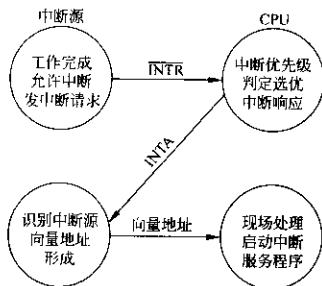 中断源
CPU
工作完成
允许中断
发中断请求
INTR
中断优先级
判定选优
中断响应
INTA
识别中断源
向量地址
形成
向量地址
现场处理
启动中断
服务程序